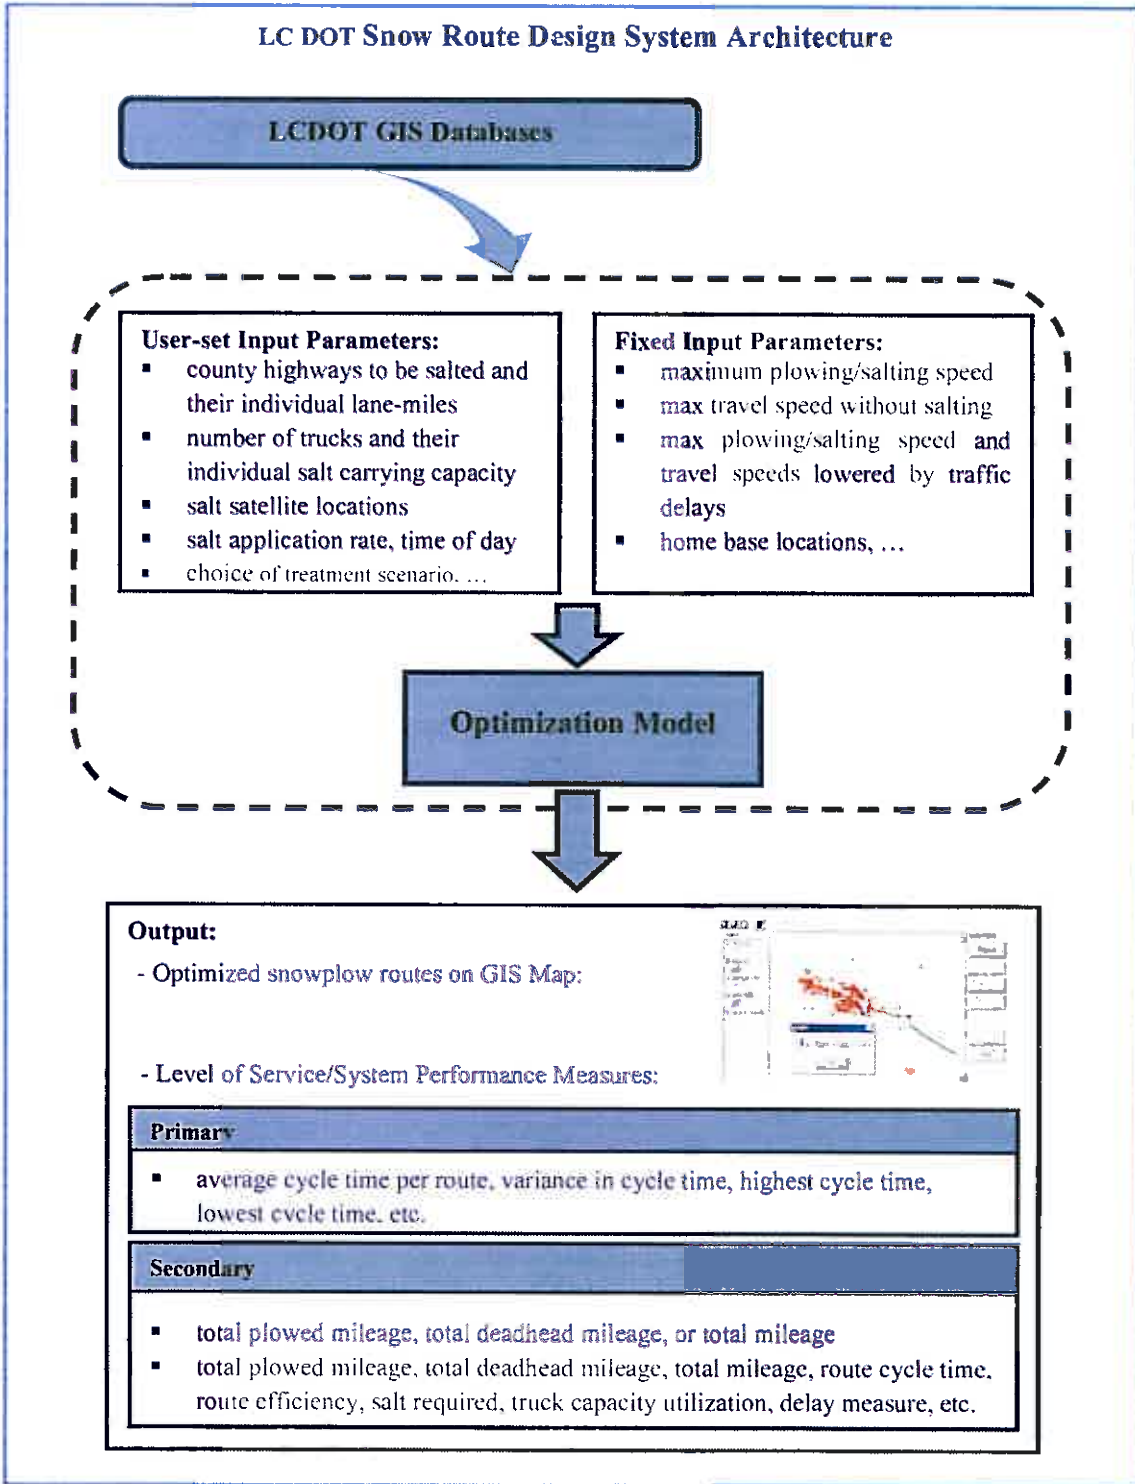 LC DOT Snow Route Design System Architecture
LCDOT GIS Databases
User-set Input Parameters:
▪ county highways to be salted and
their individual lane-miles
▪ number of trucks and their
individual salt carrying capacity
▪ salt satellite locations
▪ salt application rate, time of day
▪ choice of treatment scenario, ...
Fixed Input Parameters:
▪ maximum plowing/salting speed
▪ max travel speed without salting
▪ max plowing/salting speed and
travel speeds lowered by traffic
delays
▪ home base locations, ...
Optimization Model
Output:
- Optimized snowplow routes on GIS Map:
- Level of Service/System Performance Measures:
Primary
▪ average cycle time per route, variance in cycle time, highest cycle time,
lowest cycle time, etc.
Secondary
▪ total plowed mileage, total deadhead mileage, or total mileage
▪ total plowed mileage, total deadhead mileage, total mileage, route cycle time,
route efficiency, salt required, truck capacity utilization, delay measure, etc.